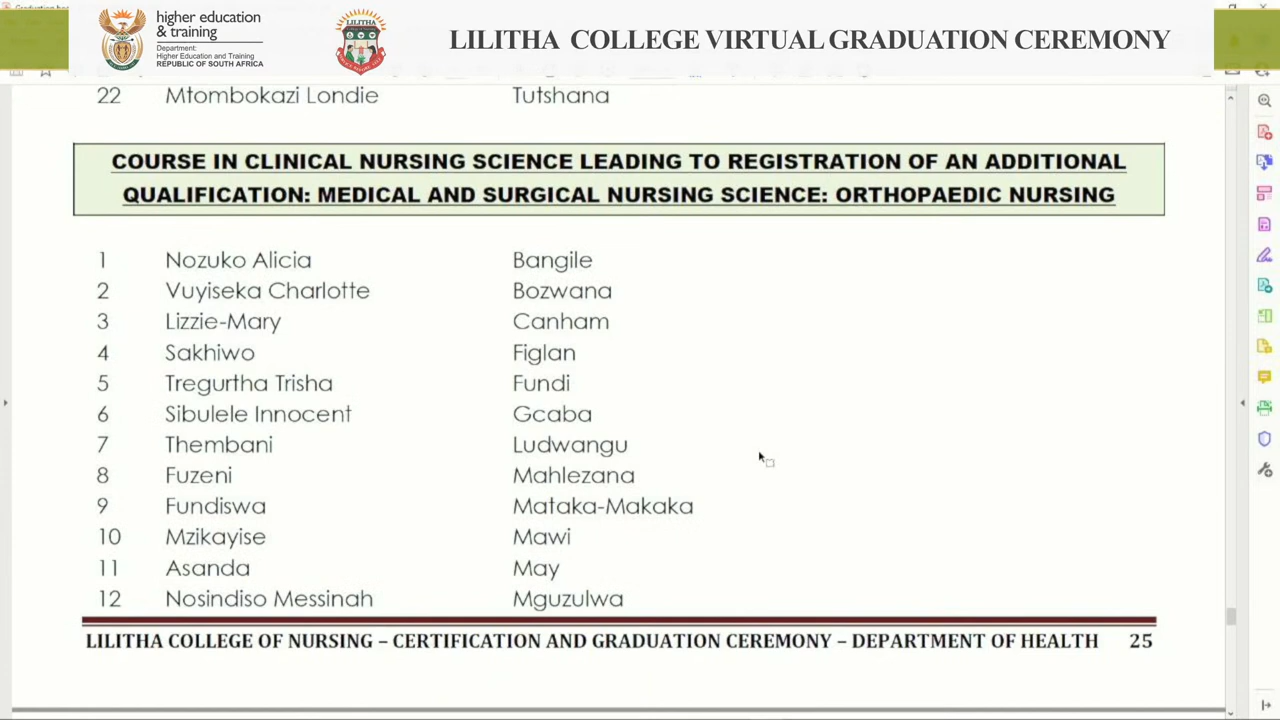 higher education
& training
Department:
Higher Education and Training
REPUBLIC OF SOUTH AFRICA
LILITHA
LILITHA COLLEGE VIRTUAL GRADUATION CEREMONY
22 Mtombokazi Londie Tutshana
COURSE IN CLINICAL NURSING SCIENCE LEADING TO REGISTRATION OF AN ADDITIONAL
QUALIFICATION: MEDICAL AND SURGICAL NURSING SCIENCE: ORTHOPAEDIC NURSING
1 Nozuko Alicia Bangile
2 Vuyiseka Charlotte Bozwana
3 Lizzie-Mary Canham
4 Sakhiwo Figlan
5 Tregurtha Trisha Fundi
6 Sibulele Innocent Gcaba
7 Thembani Ludwangu
8 Fuzeni Mahlezana
9 Fundiswa Mataka-Makaka
10 Mzikayise Mawi
11 Asanda May
12 Nosindiso Messinah Mguzulwa
LILITHA COLLEGE OF NURSING – CERTIFICATION AND GRADUATION CEREMONY – DEPARTMENT OF HEALTH 25